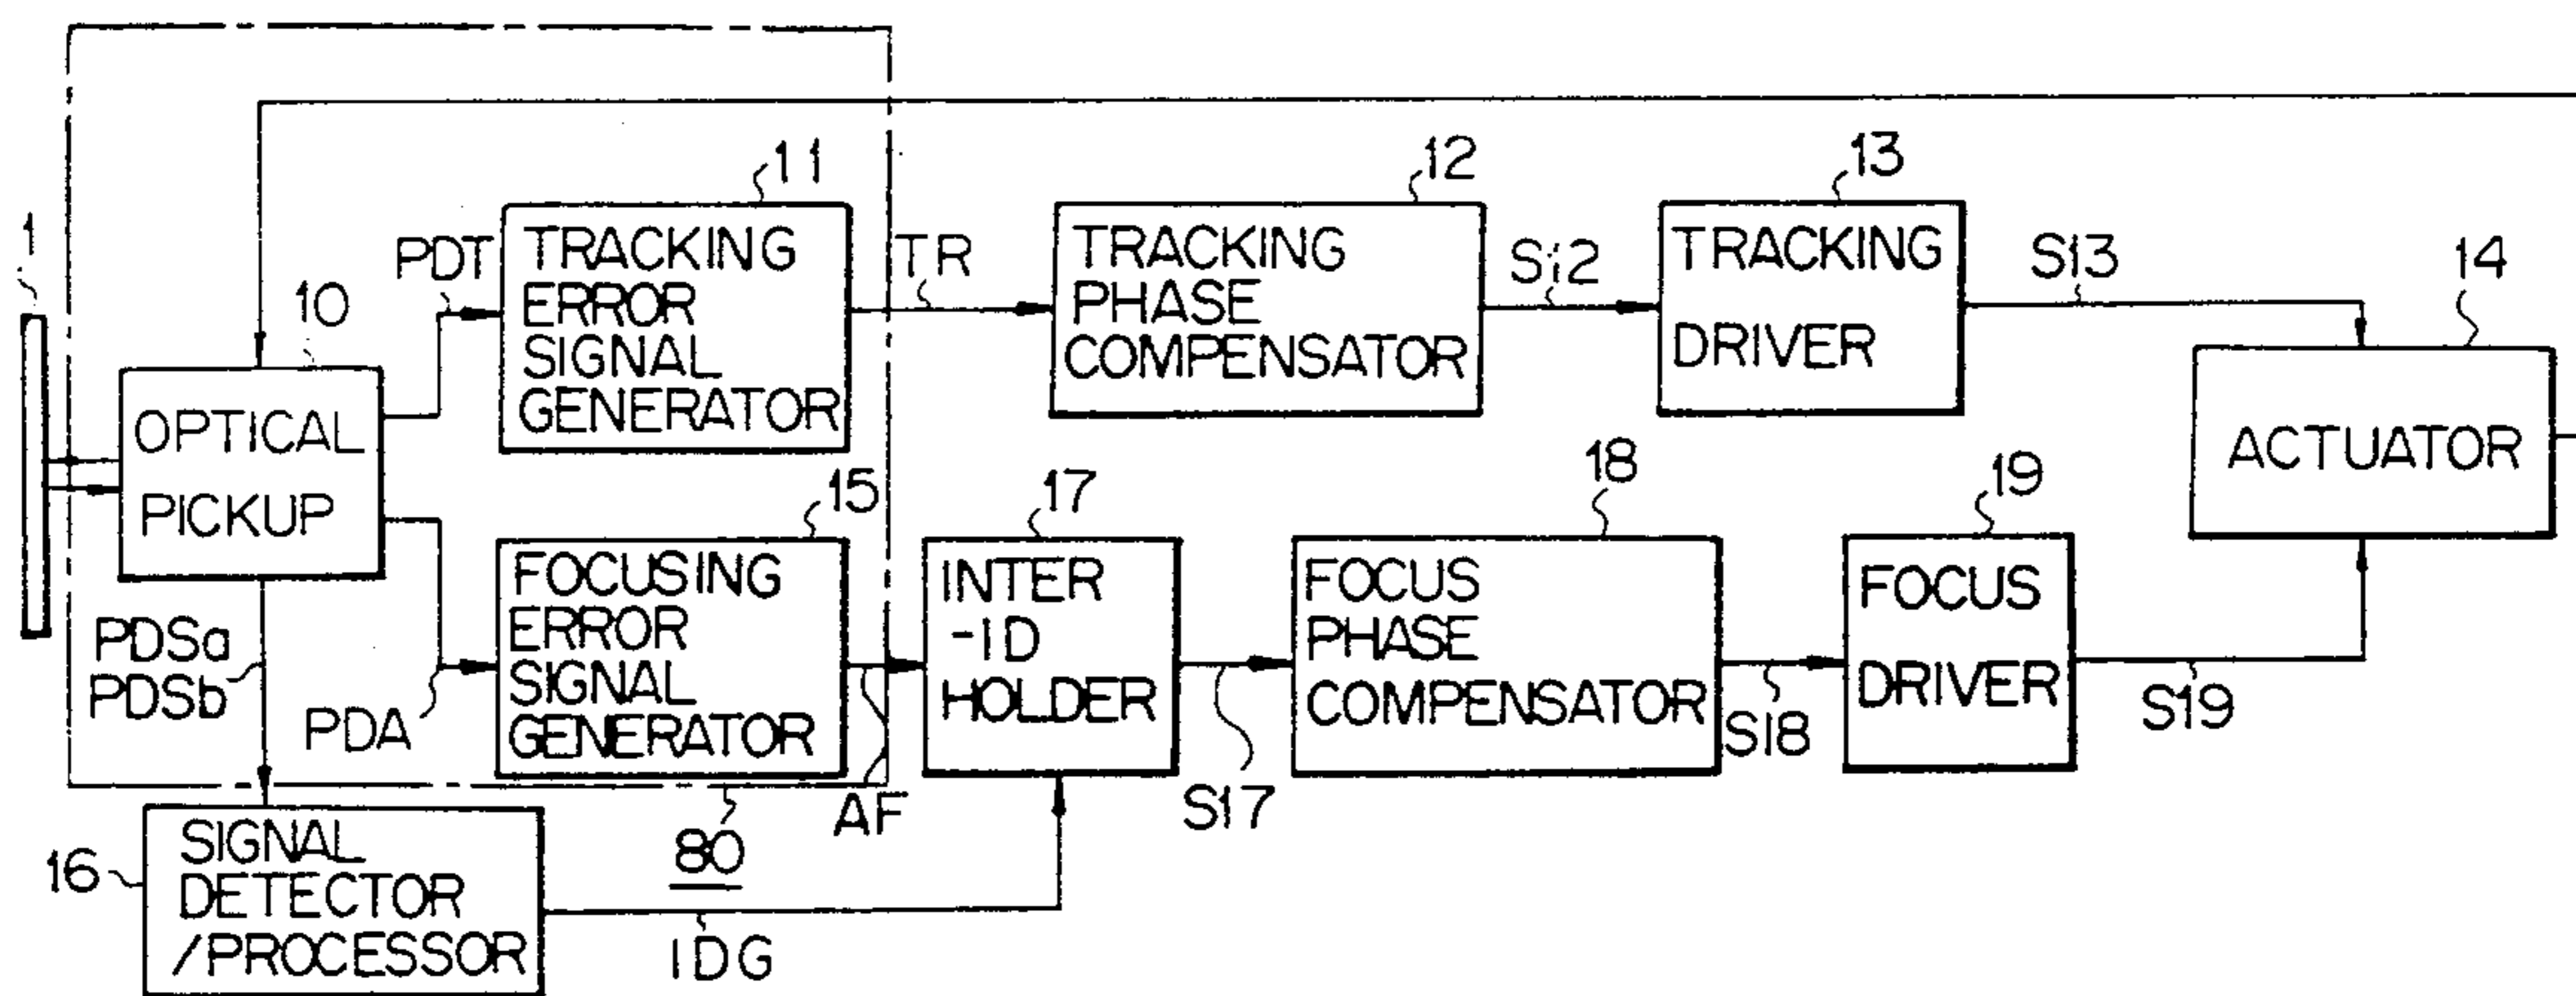 1
10
OPTICAL
PICKUP
PDT
11
TRACKING
ERROR
SIGNAL
GENERATOR
TR
12
TRACKING
PHASE
COMPENSATOR
S12
13
TRACKING
DRIVER
S13
14
ACTUATOR
PDSa
PDSb
PDA
15
FOCUSING
ERROR
SIGNAL
GENERATOR
AF
17
INTER
-ID
HOLDER
S17
18
FOCUS
PHASE
COMPENSATOR
S18
19
FOCUS
DRIVER
S19
80
16
SIGNAL
DETECTOR
/PROCESSOR
IDG